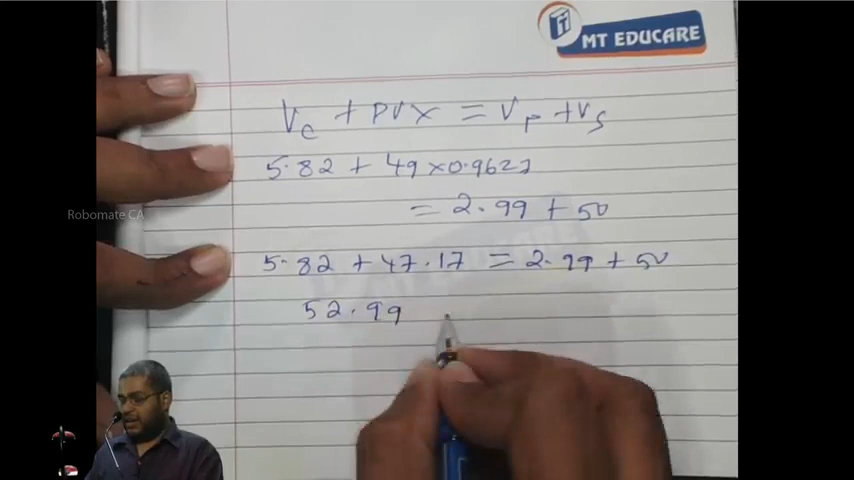 MT EDUCARE
Vc + PVX = Vp + Vs
5.82 + 49 × 0.9627
= 2.99 + 50
Robomate CA
5.82 + 47.17 = 2.99 + 50
52.99